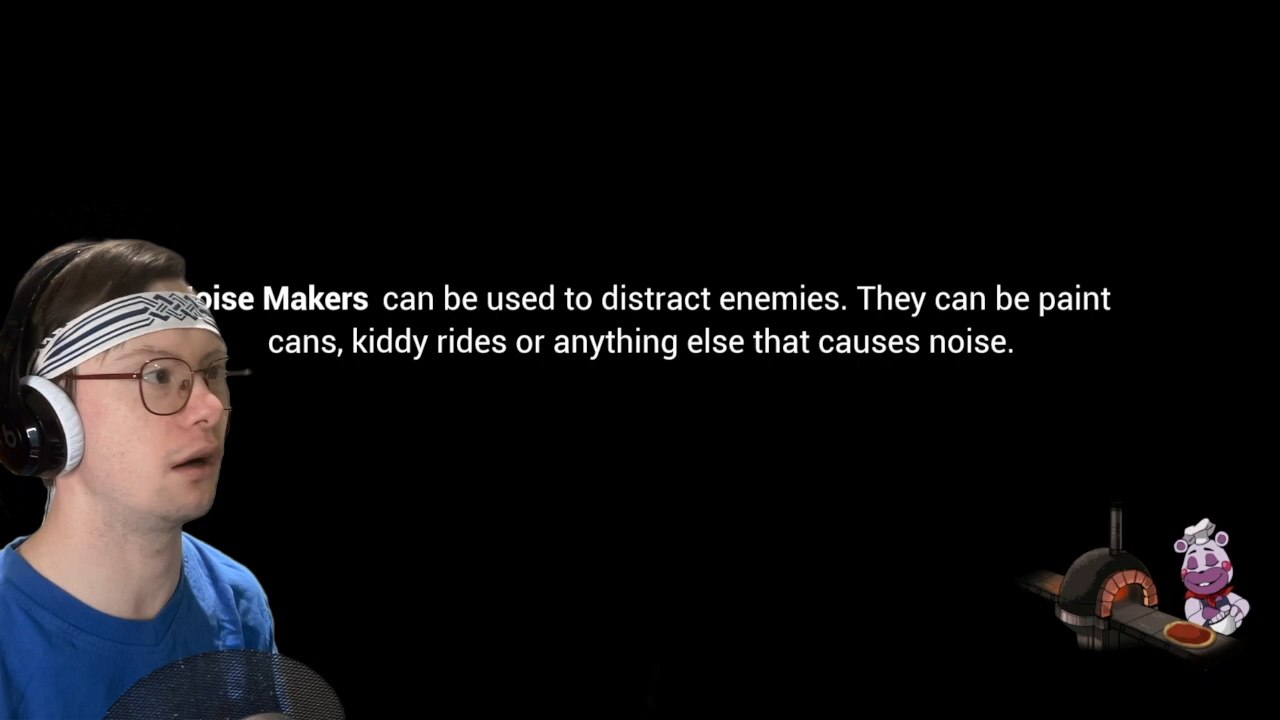 oise Makers can be used to distract enemies. They can be paint
cans, kiddy rides or anything else that causes noise.